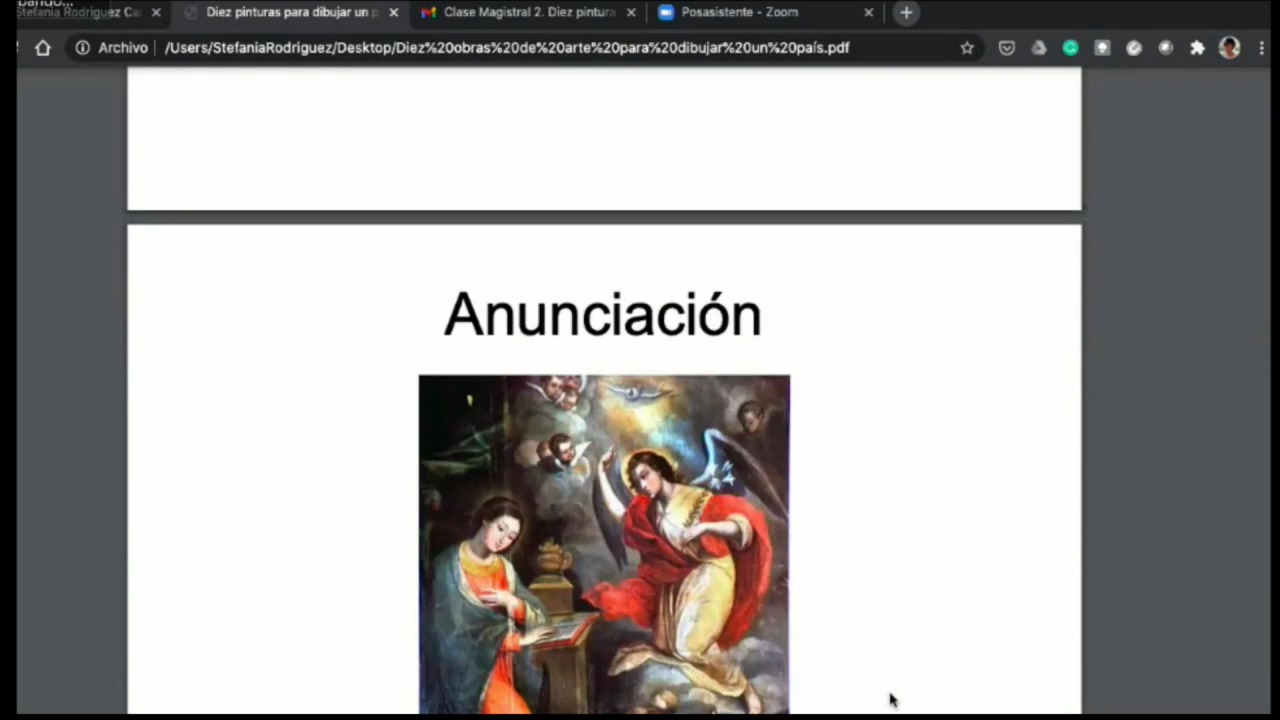 Stefania Rodriguez Ca
Diez pinturas para dibujar un p
Clase Magistral 2. Diez pintura
Posasistente - Zoom
Archivo
/Users/StefaniaRodriguez/Desktop/Diez%20obras%20de%20arte%20para%20dibujar%20un%20país.pdf
Anunciación